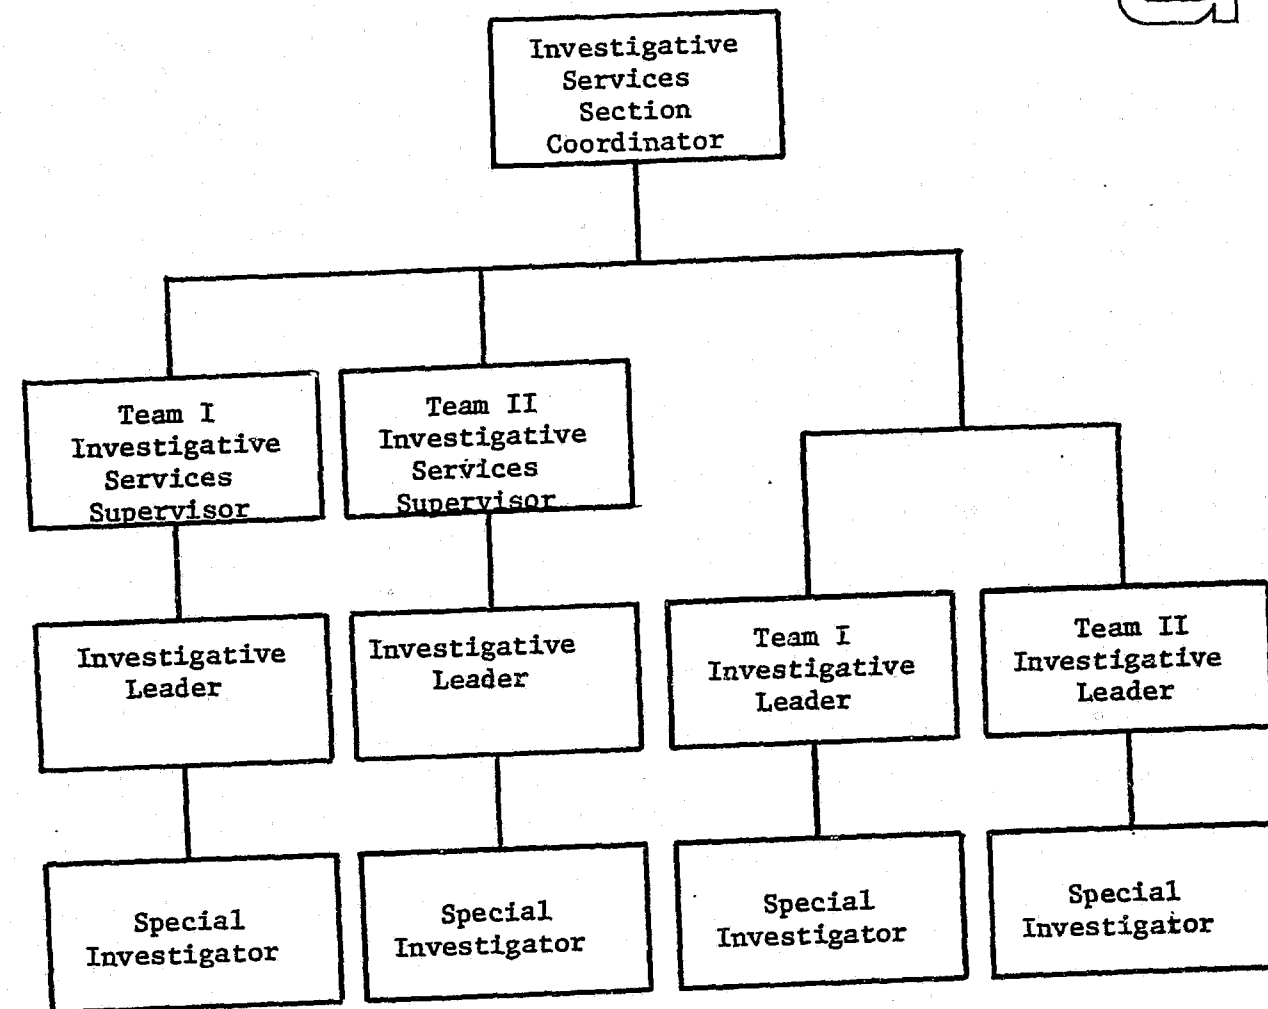 Investigative
Services
Section
Coordinator
Team I
Investigative
Services
Supervisor
Team II
Investigative
Services
Supervisor
Investigative
Leader
Investigative
Leader
Team I
Investigative
Leader
Team II
Investigative
Leader
Special
Investigator
Special
Investigator
Special
Investigator
Special
Investigator